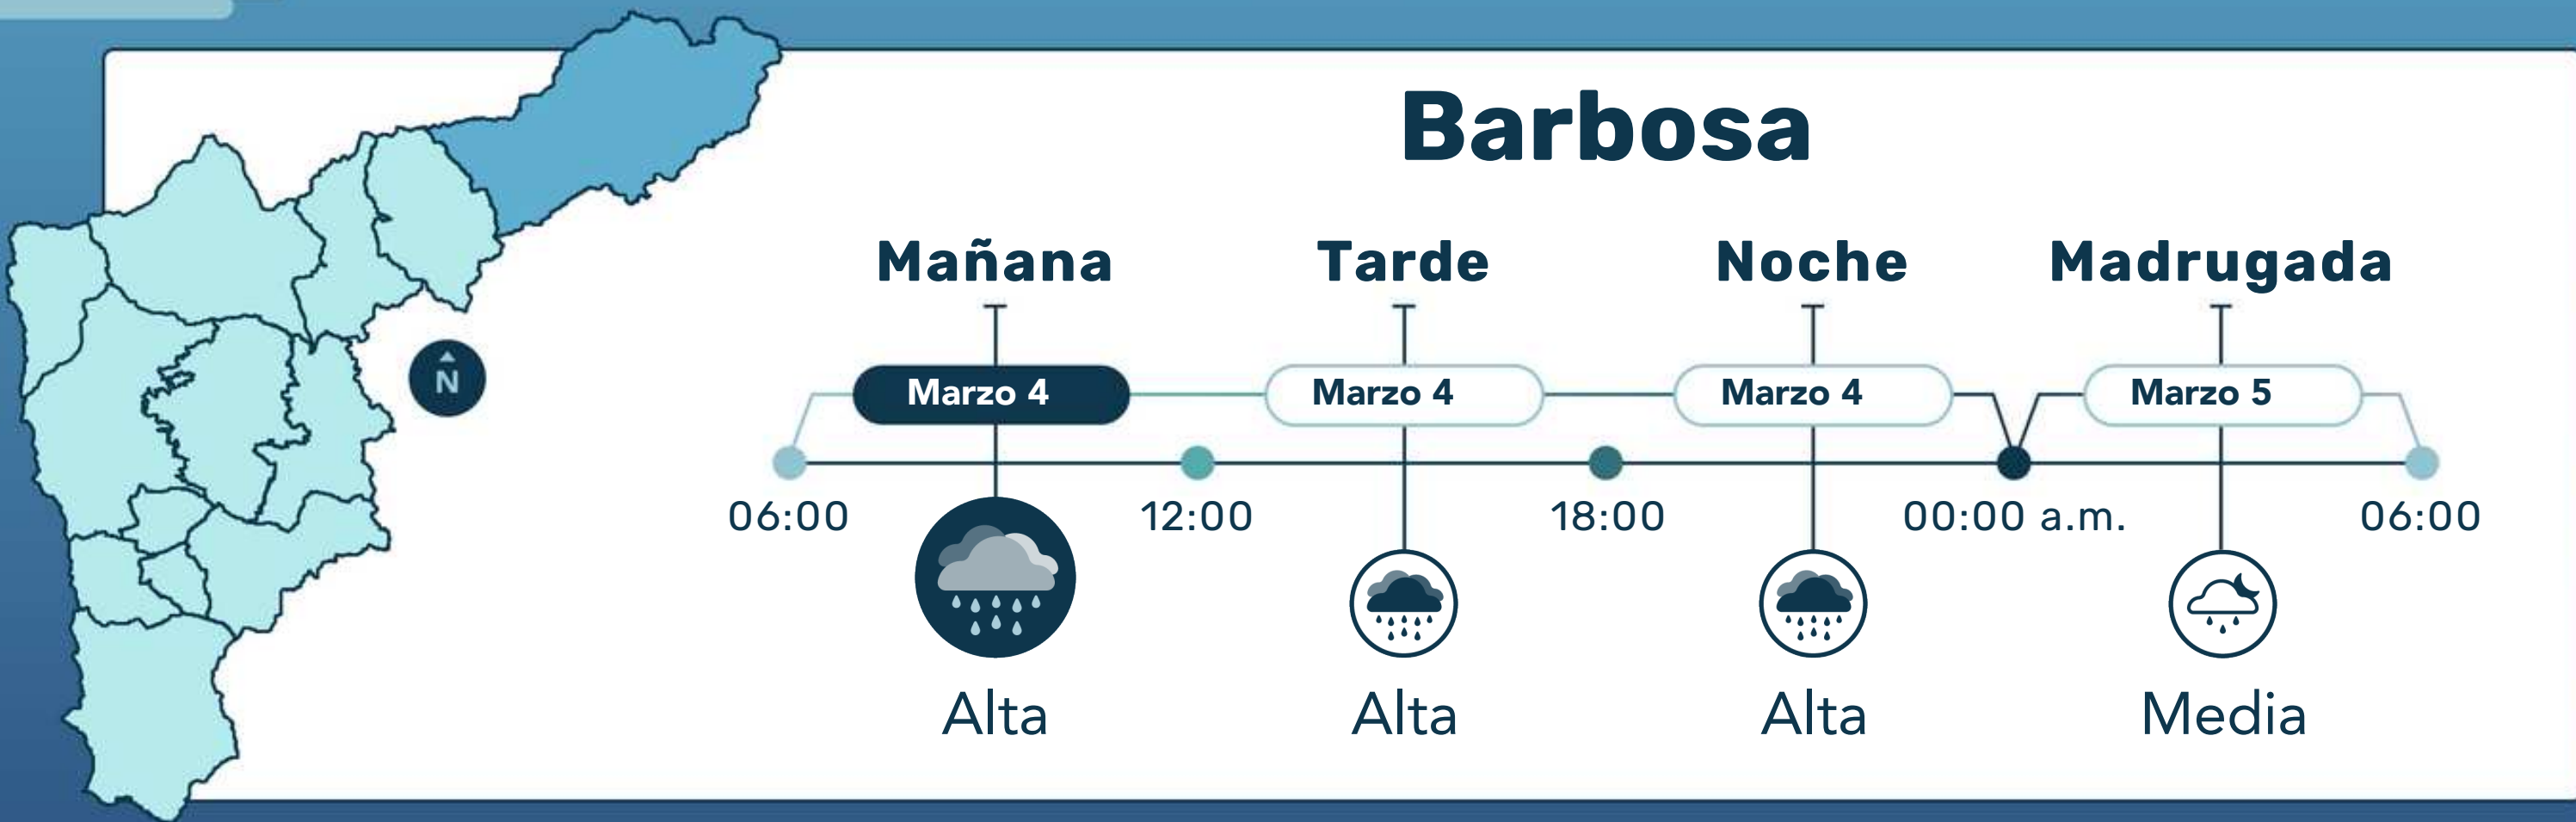 Barbosa
Mañana Tarde Noche Madrugada
Marzo 4 Marzo 4 Marzo 4 Marzo 5
N
06:00 12:00 18:00 00:00 a.m. 06:00
Alta Alta Alta Media